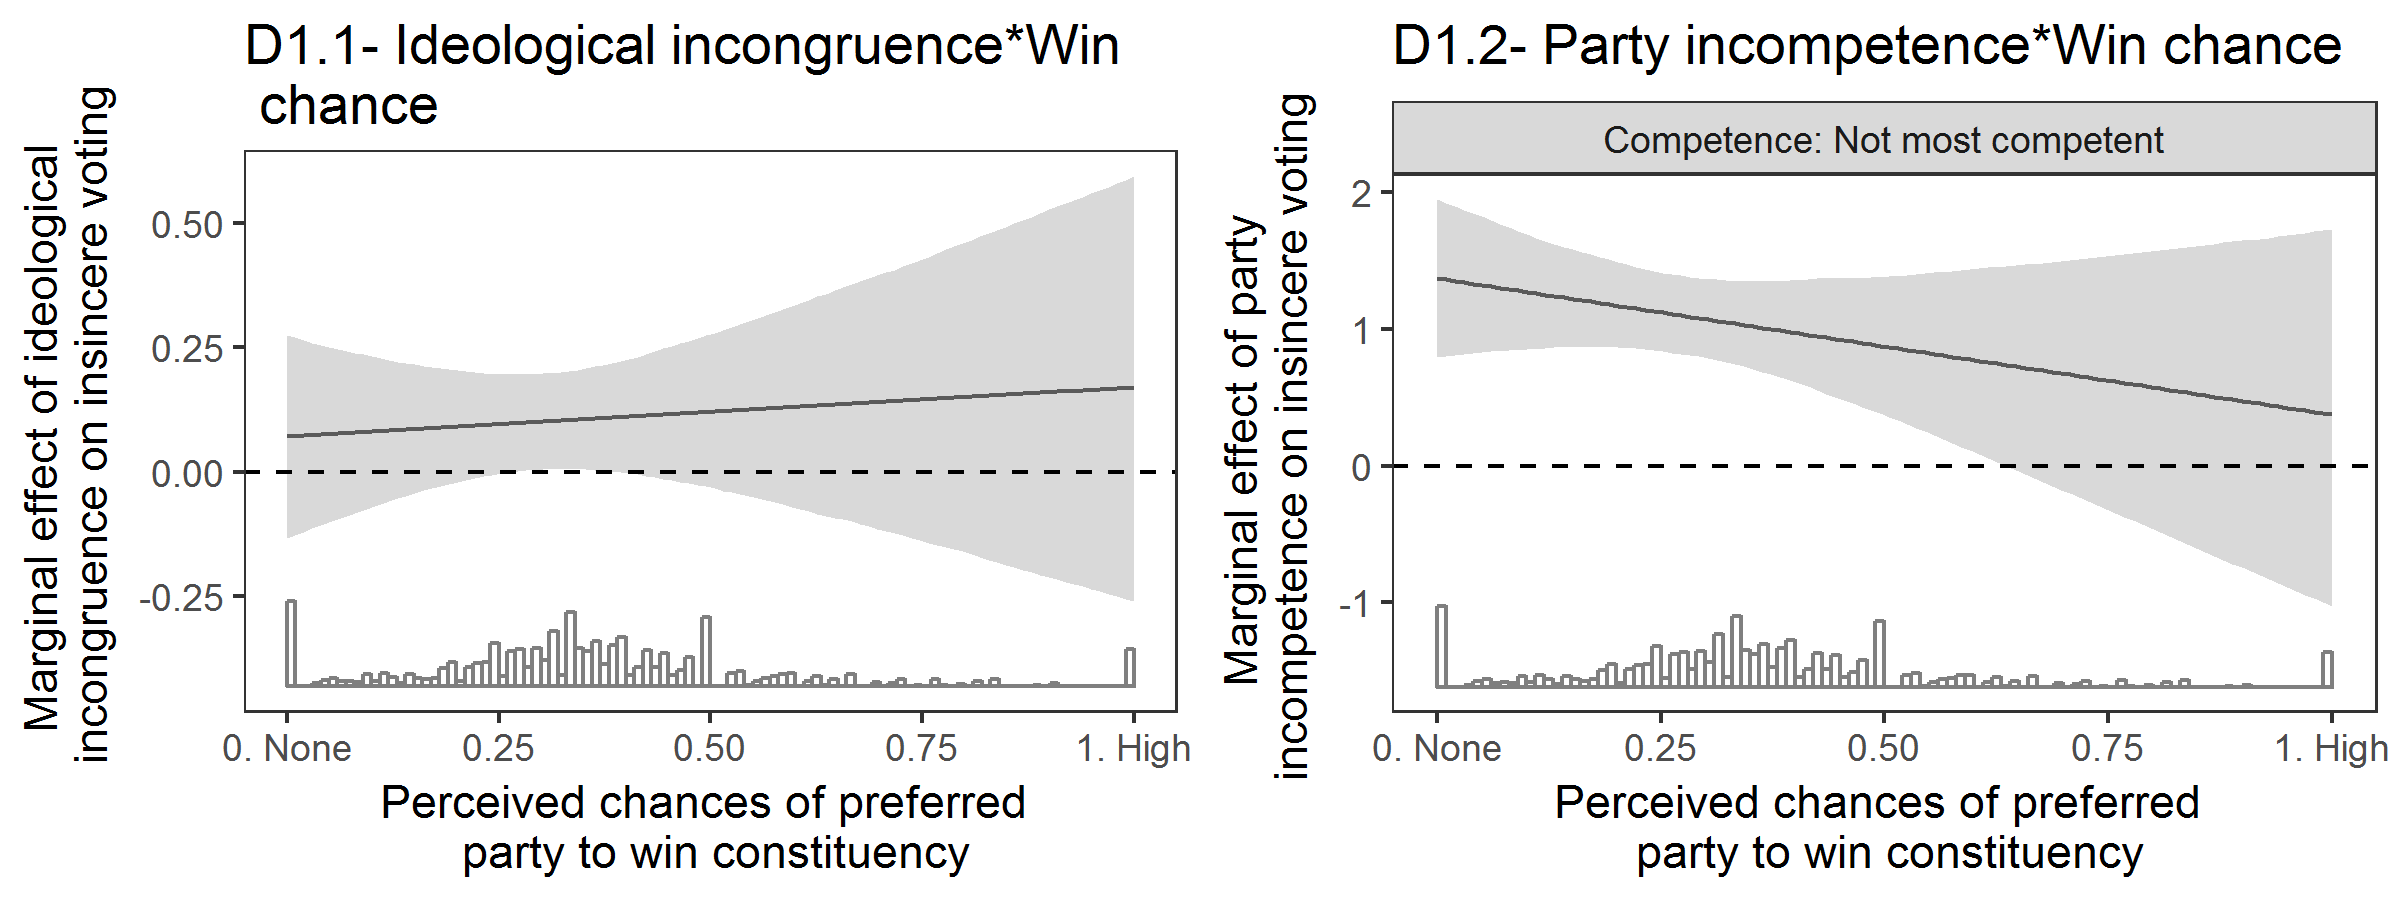 D1.1- Ideological incongruence*Win
chance
Marginal effect of ideological
incongruence on insincere voting
0.50
0.25
0.00
-0.25
0. None
0.25
0.50
0.75
1. High
Perceived chances of preferred
party to win constituency
D1.2- Party incompetence*Win chance
Competence: Not most competent
Marginal effect of party
incompetence on insincere voting
2
1
0
-1
0. None
0.25
0.50
0.75
1. High
Perceived chances of preferred
party to win constituency